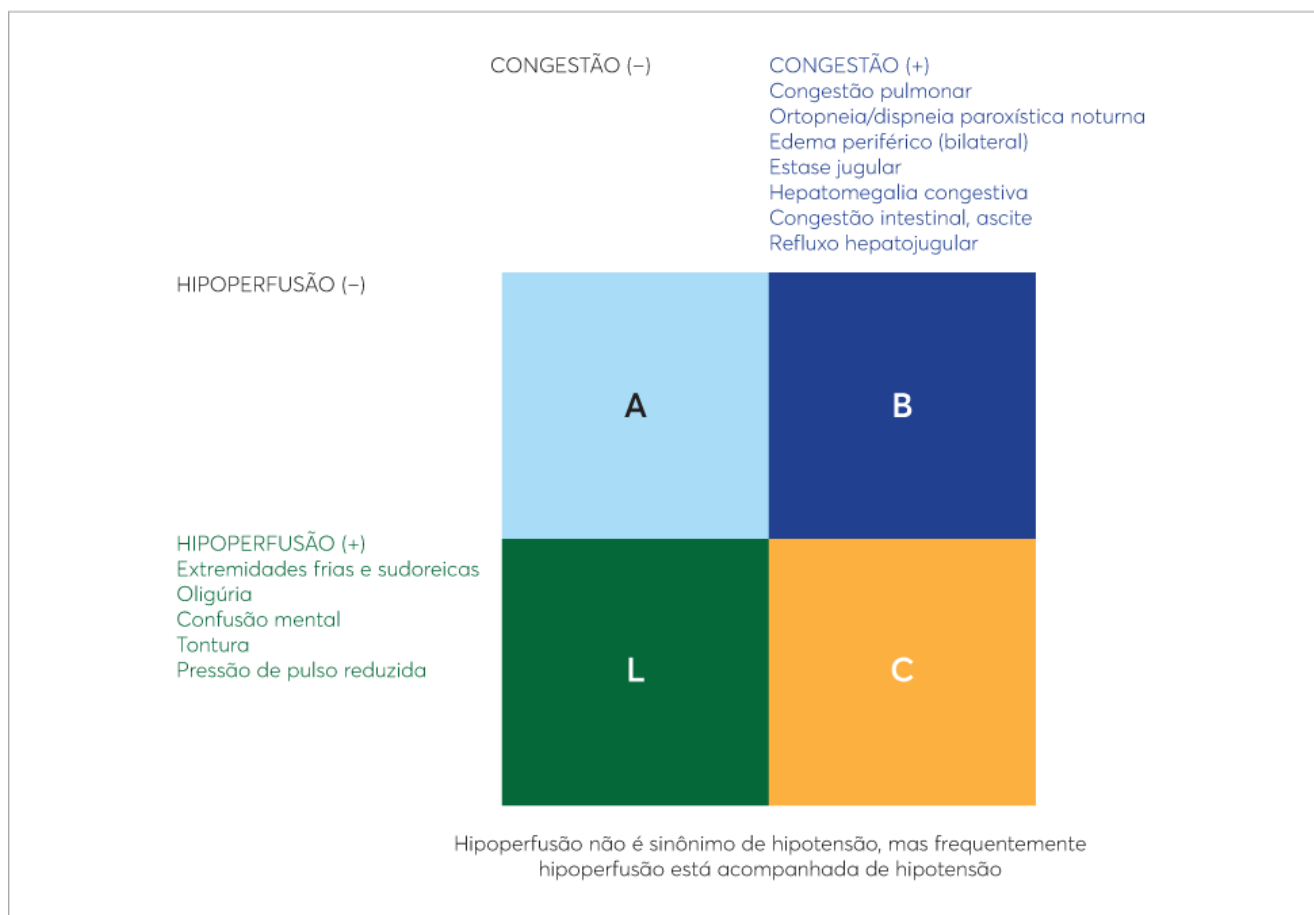 CONGESTÃO (–)
CONGESTÃO (+)
Congestão pulmonar
Ortopneia/dispneia paroxística noturna
Edema periférico (bilateral)
Estase jugular
Hepatomegalia congestiva
Congestão intestinal, ascite
Refluxo hepatojugular
HIPOPERFUSÃO (–)
A
B
HIPOPERFUSÃO (+)
Extremidades frias e sudoreicas
Oligúria
Confusão mental
Tontura
Pressão de pulso reduzida
L
C
Hipoperfusão não é sinônimo de hipotensão, mas frequentemente
hipoperfusão está acompanhada de hipotensão